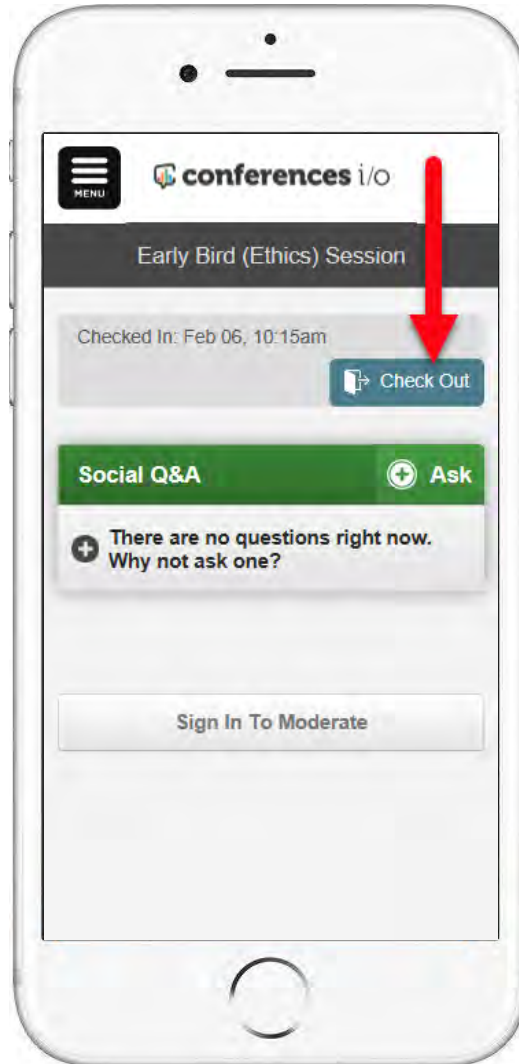 MENU
conferences i/o
Early Bird (Ethics) Session
Checked In: Feb 06, 10:15am
Check Out
Social Q&A
Ask
There are no questions right now.
Why not ask one?
Sign In To Moderate